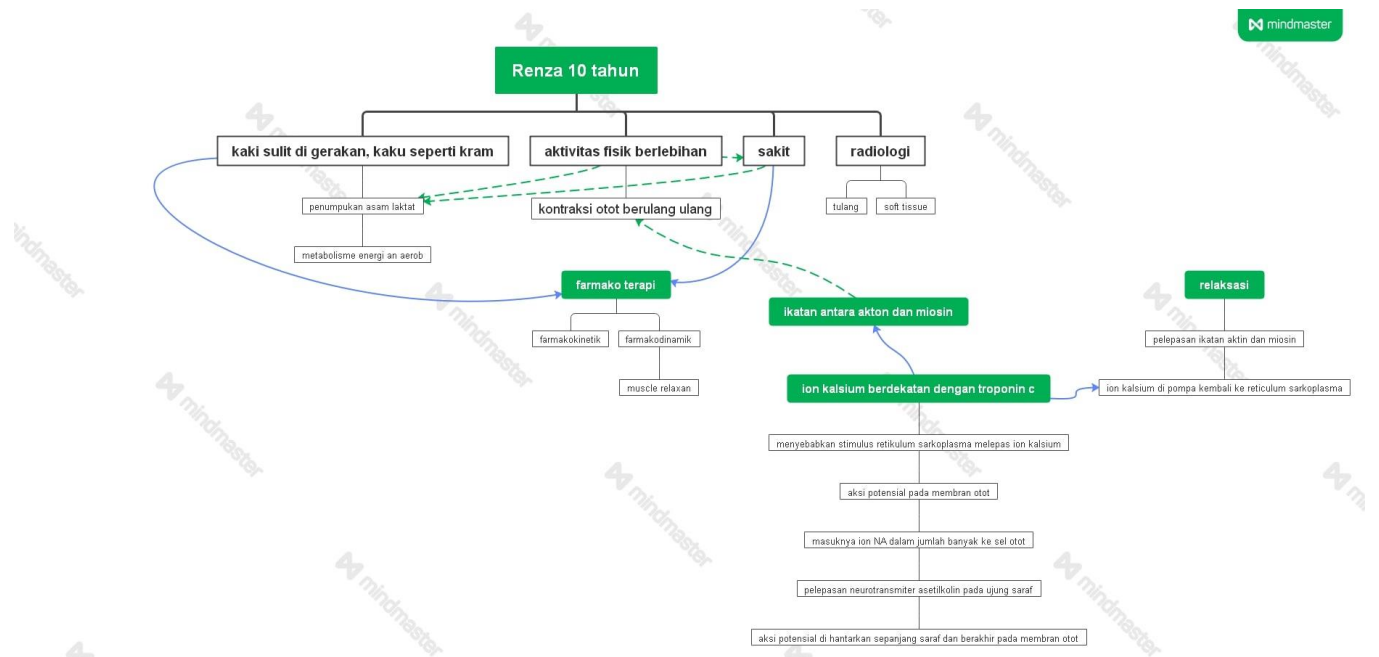 mindmaster
Renza 10 tahun
kaki sulit di gerakan, kaku seperti kram
aktivitas fisik berlebihan
sakit
radiologi
penumpukan asam laktat
kontraksi otot berulang ulang
tulang
soft tissue
metabolisme energi an aerob
farmako terapi
relaksasi
ikatan antara akton dan miosin
farmakokinetik
farmakodinamik
pelepasan ikatan aktin dan miosin
muscle relaxan
ion kalsium berdekatan dengan troponin c
ion kalsium di pompa kembali ke reticulum sarkoplasma
menyebabkan stimulus retikulum sarkoplasma melepas ion kalsium
aksi potensial pada membran otot
masuknya ion NA dalam jumlah banyak ke sel otot
pelepasan neurotransmiter asetilkolin pada ujung saraf
aksi potensial di hantarkan sepanjang saraf dan berakhir pada membran otot